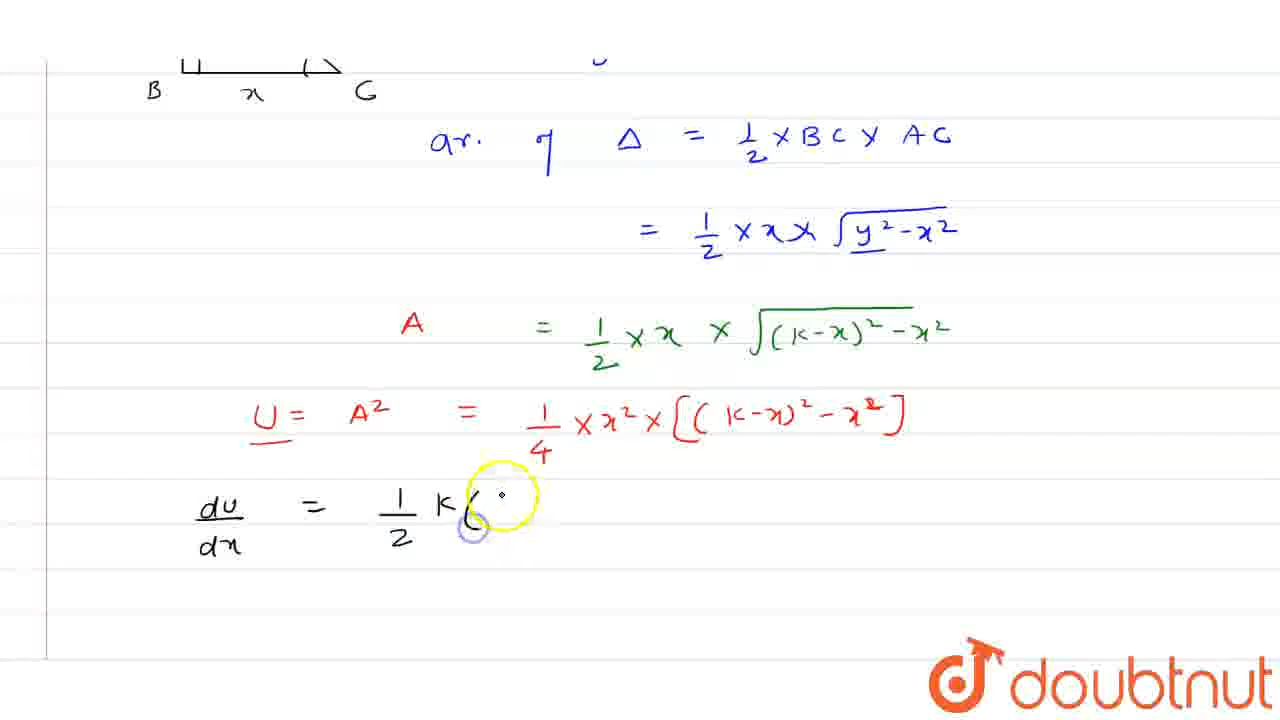 B x C
ar. of Δ = 1/2 × BC × AC
= 1/2 × x × √(y² - x²)
A = 1/2 × x × √((k-x)² - x²)
U = A² = 1/4 × x² × [(k-x)² - x²]
du/dx = 1/2 k(
doubtnut